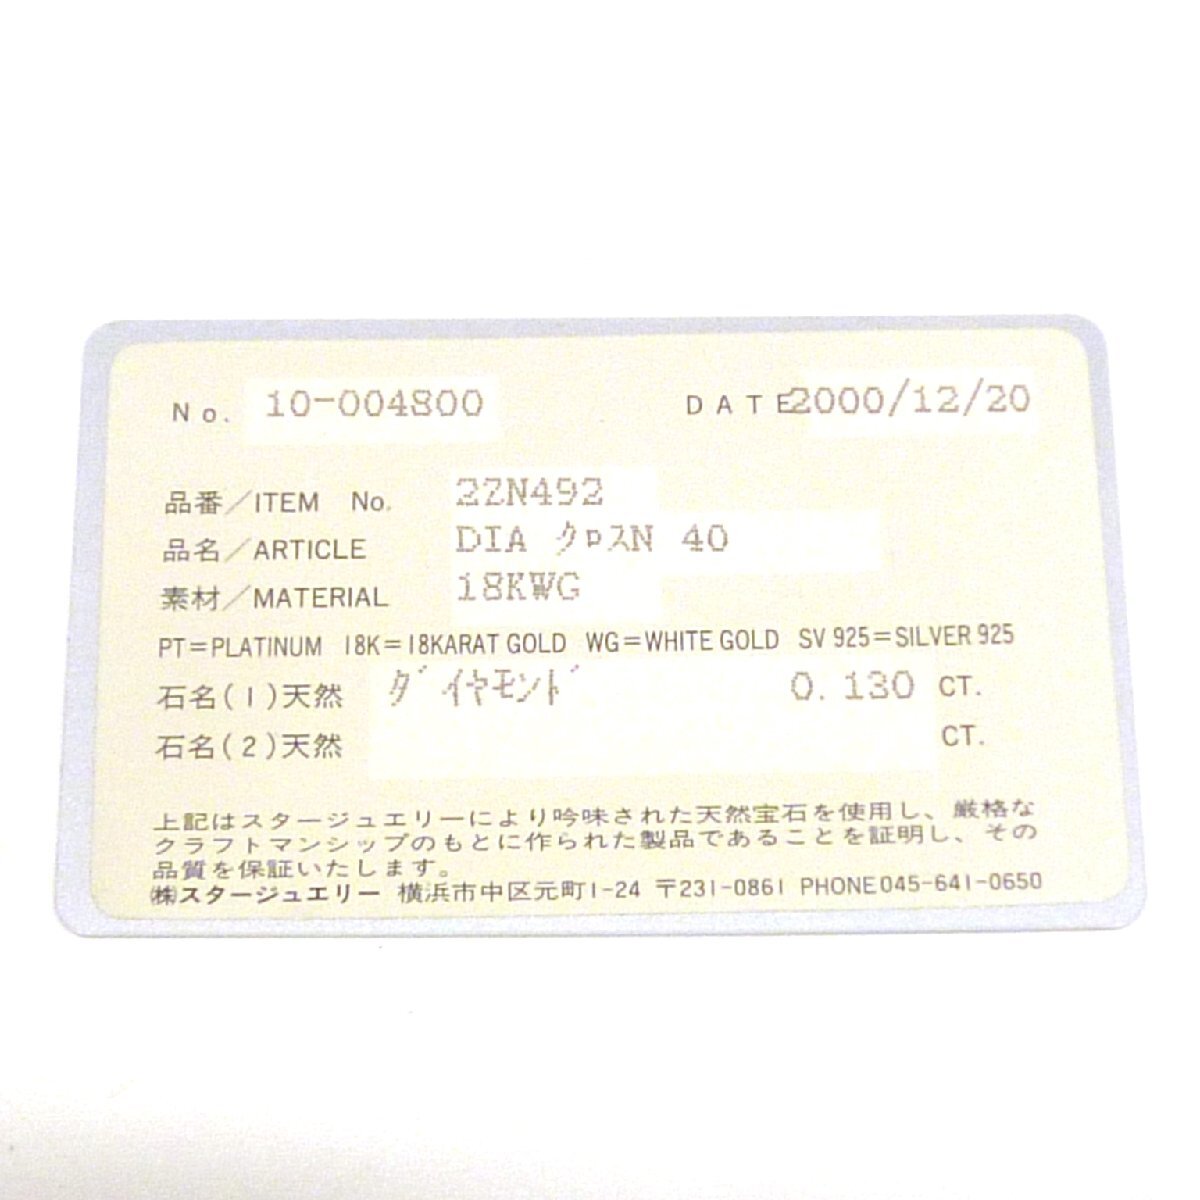 No. 10-004800 DATE 2000/12/20
品番／ITEM No. 2ZN492
品名／ARTICLE DIA ｸﾛｽN 40
素材／MATERIAL 18KWG
PT＝PLATINUM 18K＝18KARAT GOLD WG＝WHITE GOLD SV 925＝SILVER 925
石名(1)天然 ﾀﾞｲﾔﾓﾝﾄﾞ 0.130 CT.
石名(2)天然 CT.
上記はスタージュエリーにより吟味された天然宝石を使用し、厳格な
クラフトマンシップのもとに作られた製品であることを証明し、その
品質を保証いたします。
㈱スタージュエリー 横浜市中区元町1-24 〒231-0861 PHONE045-641-0650